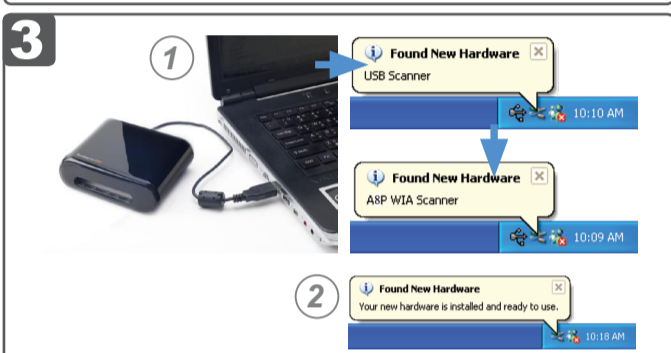 3
1
Found New Hardware
USB Scanner
10:10 AM
Found New Hardware
A8P WIA Scanner
10:09 AM
2
Found New Hardware
Your new hardware is installed and ready to use.
10:18 AM